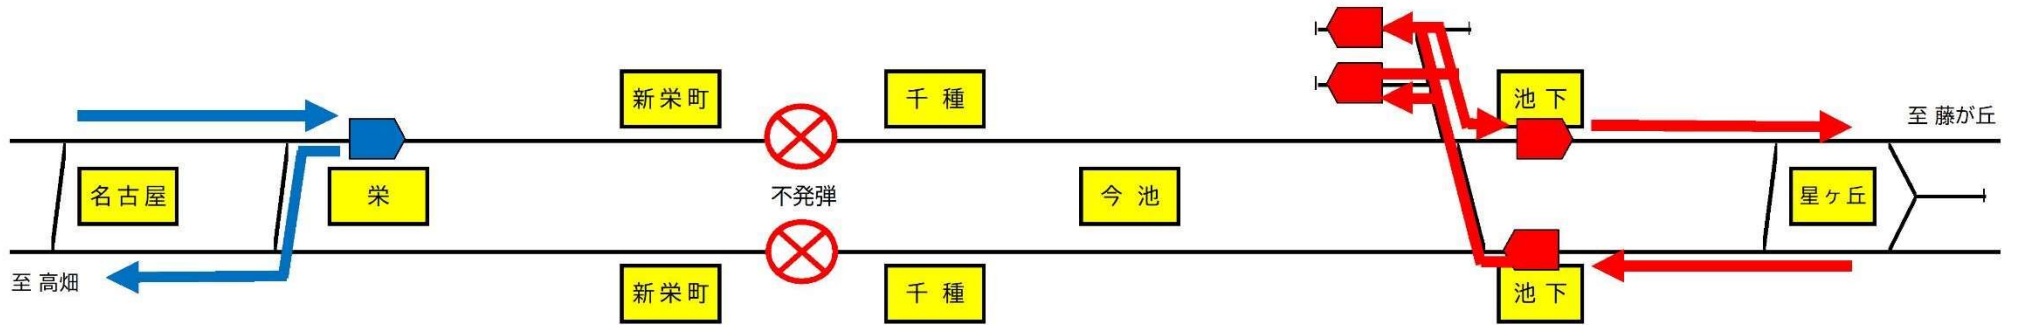 新栄町
千種
池下
至 藤が丘
名古屋
栄
不発弾
今池
星ヶ丘
至 高畑
新栄町
千種
池下